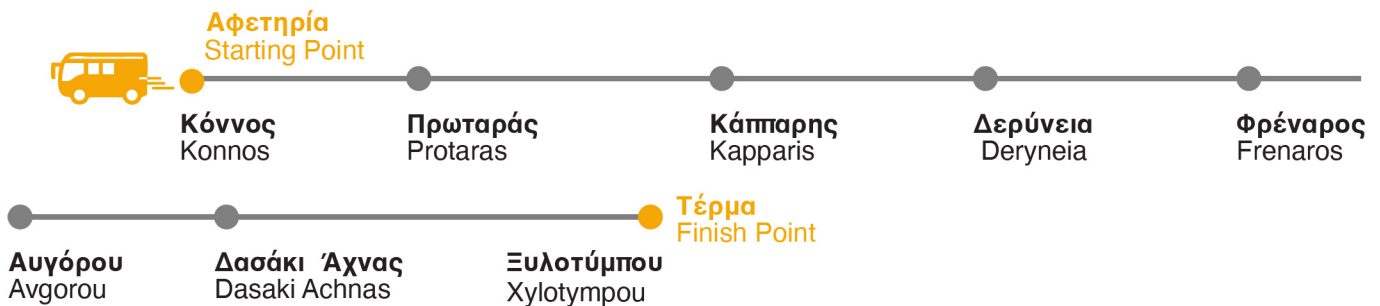 Αφετηρία
Starting Point
Κόννος
Konnos
Πρωταράς
Protaras
Κάππαρης
Kapparis
Δερύνεια
Deryneia
Φρέναρος
Frenaros
Τέρμα
Finish Point
Αυγόρου
Avgorou
Δασάκι Άχνας
Dasaki Achnas
Ξυλοτύμπου
Xylotympou